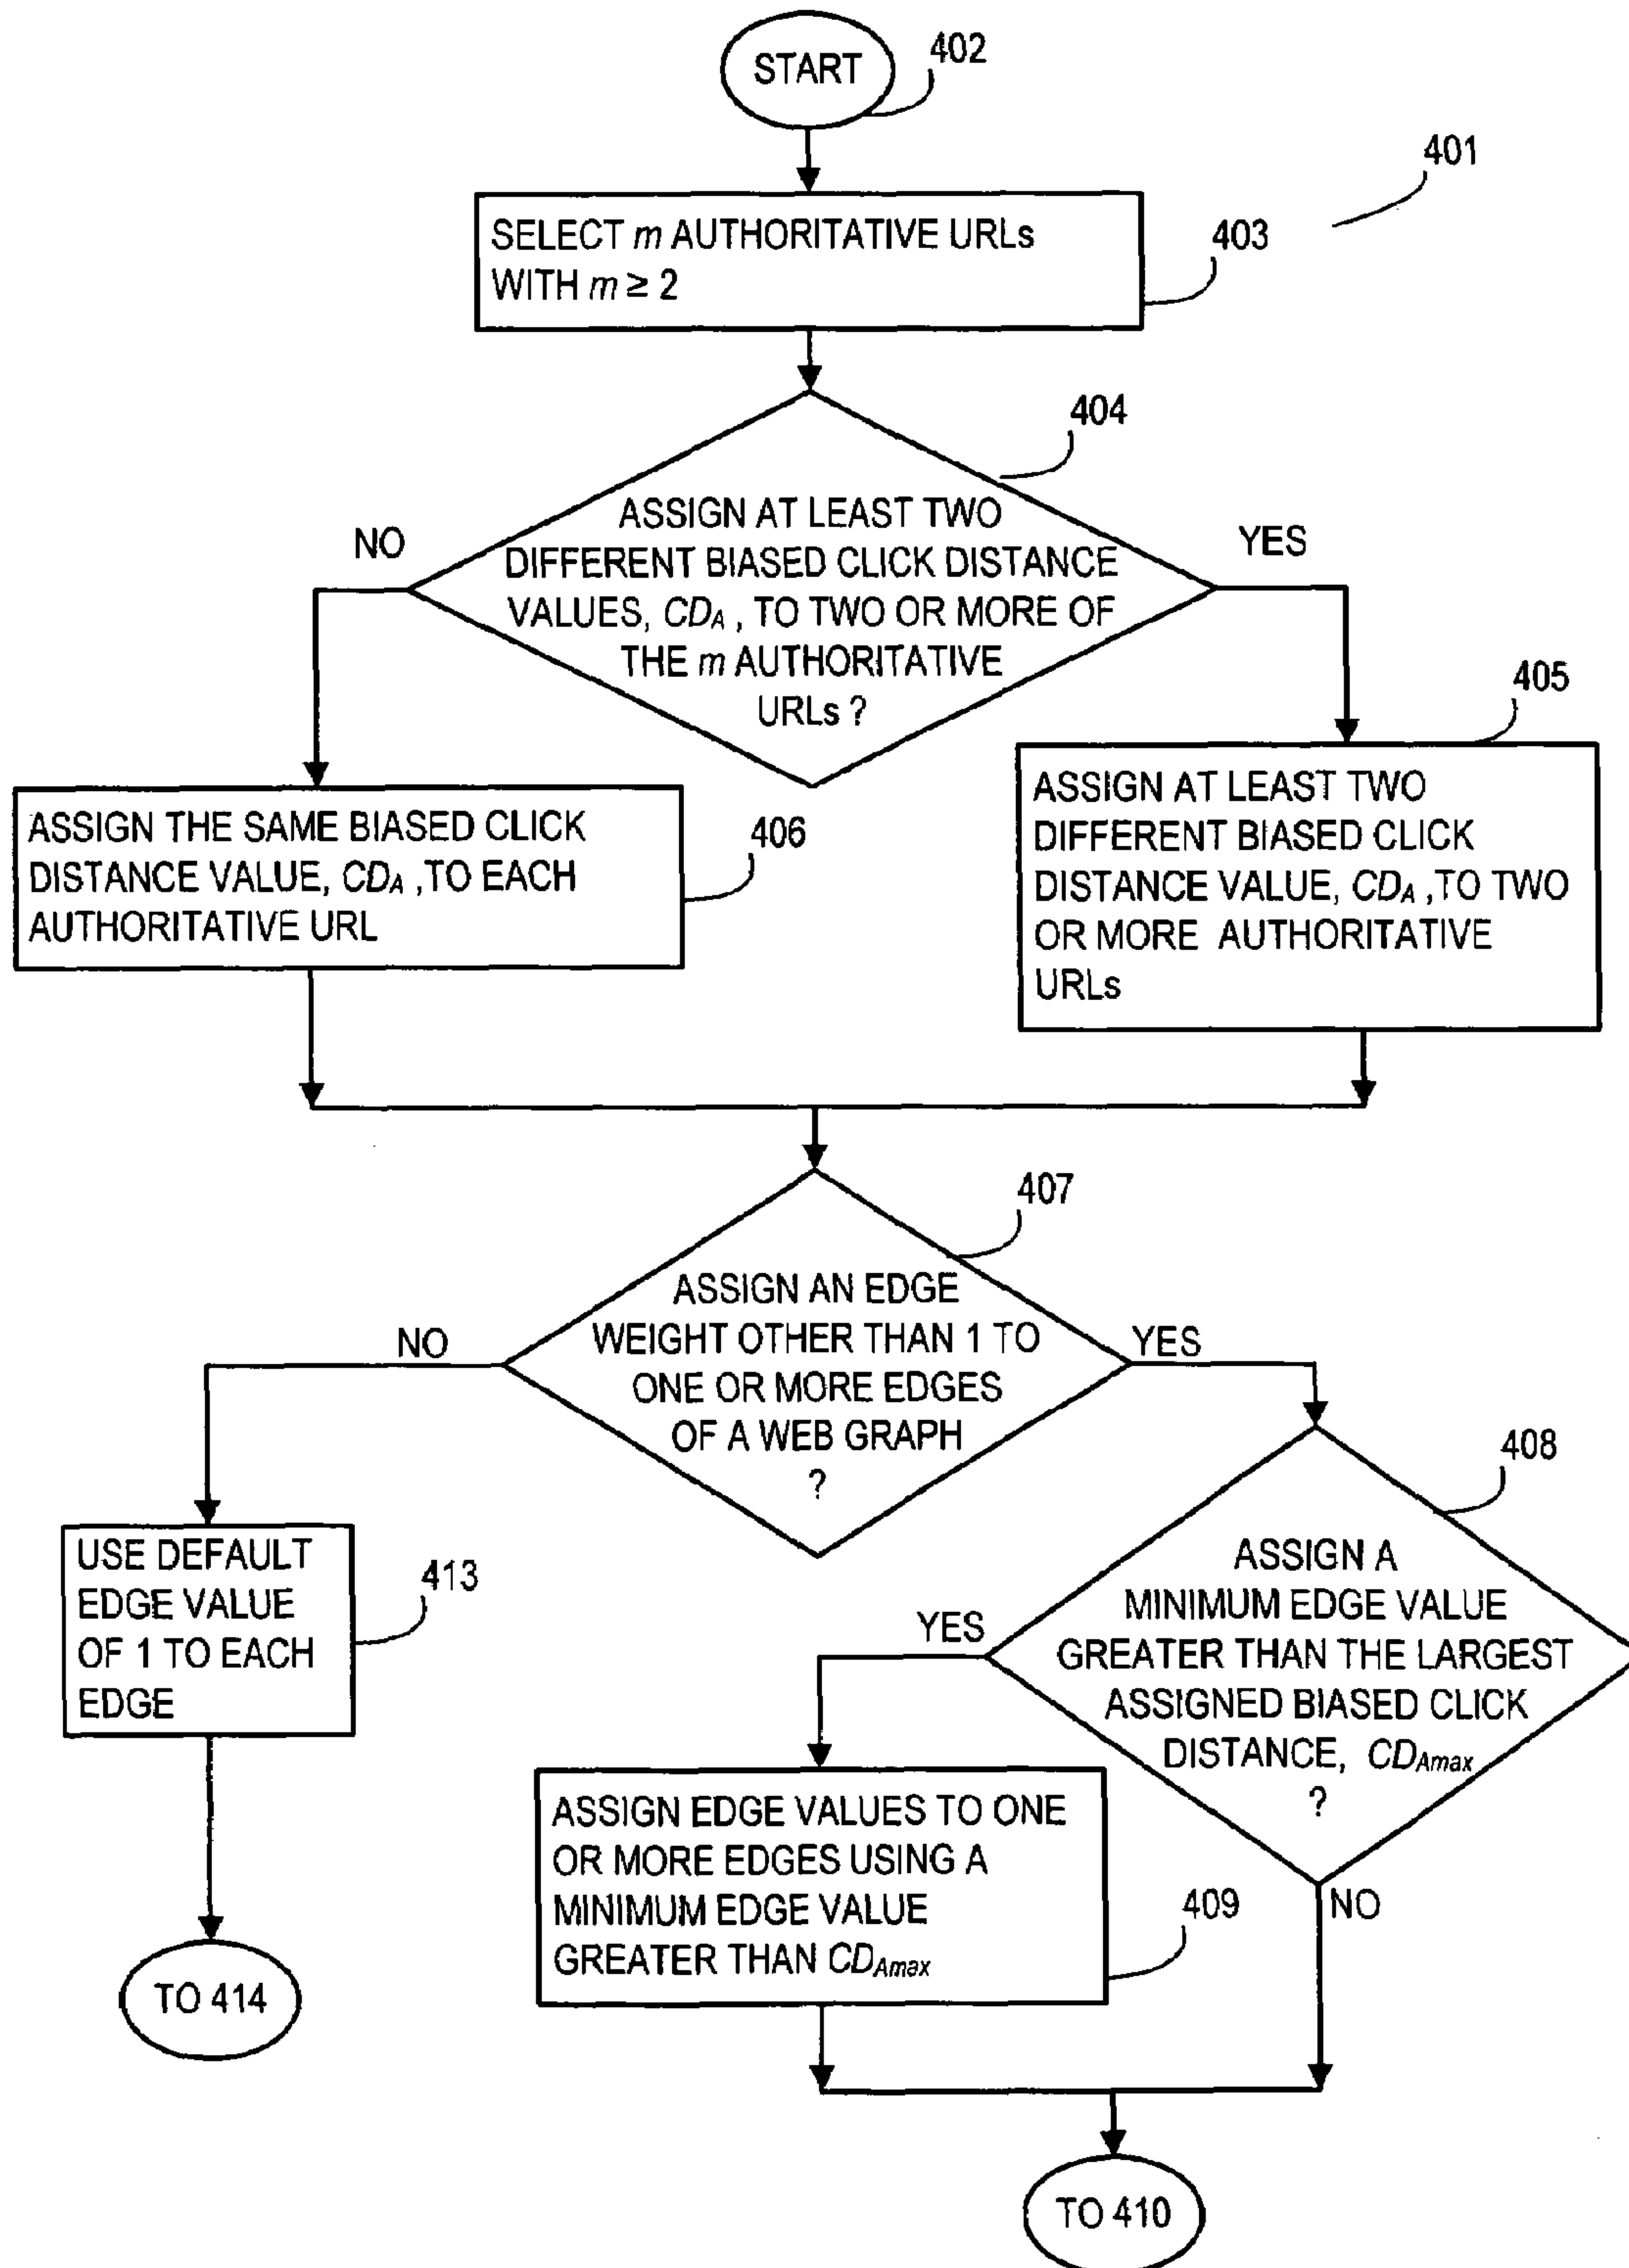 START
402
401
SELECT m AUTHORITATIVE URLs
WITH m ≥ 2
403
404
ASSIGN AT LEAST TWO
DIFFERENT BIASED CLICK DISTANCE
VALUES, CDA , TO TWO OR MORE OF
THE m AUTHORITATIVE
URLs ?
NO
YES
405
ASSIGN AT LEAST TWO
DIFFERENT BIASED CLICK
DISTANCE VALUE, CDA ,TO TWO
OR MORE AUTHORITATIVE
URLs
ASSIGN THE SAME BIASED CLICK
DISTANCE VALUE, CDA ,TO EACH
AUTHORITATIVE URL
406
407
ASSIGN AN EDGE
WEIGHT OTHER THAN 1 TO
ONE OR MORE EDGES
OF A WEB GRAPH
?
NO
YES
408
ASSIGN A
MINIMUM EDGE VALUE
GREATER THAN THE LARGEST
ASSIGNED BIASED CLICK
DISTANCE, CDAmax
?
YES
NO
USE DEFAULT
EDGE VALUE
OF 1 TO EACH
EDGE
413
ASSIGN EDGE VALUES TO ONE
OR MORE EDGES USING A
MINIMUM EDGE VALUE
GREATER THAN CDAmax
409
TO 414
TO 410